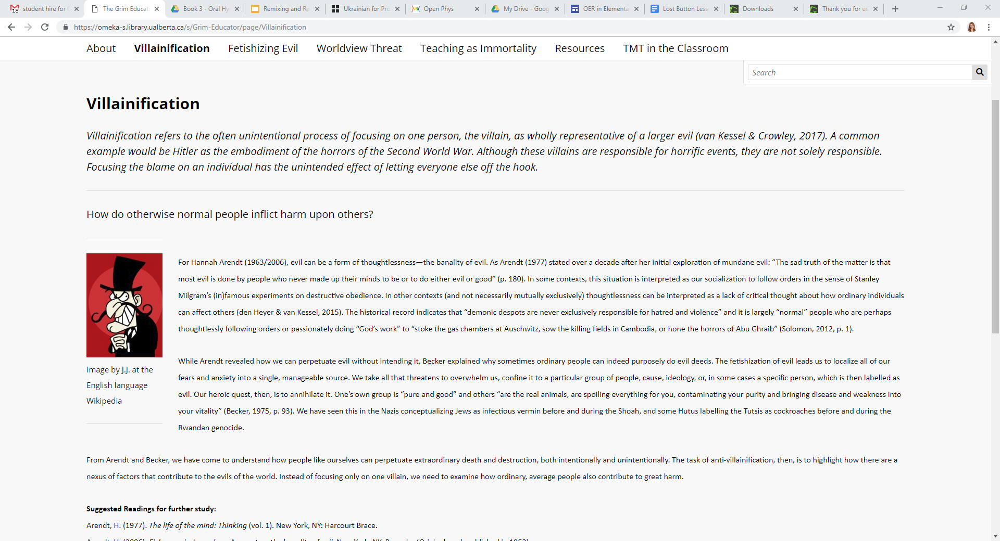 18 student hire for
The Grim Educat
Book 3 - Oral Hy
Remixing and Re
Ukrainian for Pro
Open Phys
My Drive - Goog
OER in Elementa
Lost Button Less
Downloads
Thank you for us
https://omeka-s.library.ualberta.ca/s/Grim-Educator/page/Villainification
About Villainification Fetishizing Evil Worldview Threat Teaching as Immortality Resources TMT in the Classroom
Search
Villainification
Villainification refers to the often unintentional process of focusing on one person, the villain, as wholly representative of a larger evil (van Kessel & Crowley, 2017). A common
example would be Hitler as the embodiment of the horrors of the Second World War. Although these villains are responsible for horrific events, they are not solely responsible.
Focusing the blame on an individual has the unintended effect of letting everyone else off the hook.
How do otherwise normal people inflict harm upon others?
Image by J.J. at the
English language
Wikipedia
For Hannah Arendt (1963/2006), evil can be a form of thoughtlessness—the banality of evil. As Arendt (1977) stated over a decade after her initial exploration of mundane evil: “The sad truth of the matter is that
most evil is done by people who never made up their minds to be or to do either evil or good” (p. 180). In some contexts, this situation is interpreted as our socialization to follow orders in the sense of Stanley
Milgram’s (in)famous experiments on destructive obedience. In other contexts (and not necessarily mutually exclusively) thoughtlessness can be interpreted as a lack of critical thought about how ordinary individuals
can affect others (den Heyer & van Kessel, 2015). The historical record indicates that “demonic despots are never exclusively responsible for hatred and violence” and it is largely “normal” people who are perhaps
thoughtlessly following orders or passionately doing “God’s work” to “stoke the gas chambers at Auschwitz, sow the killing fields in Cambodia, or hone the horrors of Abu Ghraib” (Solomon, 2012, p. 1).
While Arendt revealed how we can perpetuate evil without intending it, Becker explained why sometimes ordinary people can indeed purposely do evil deeds. The fetishization of evil leads us to localize all of our
fears and anxiety into a single, manageable source. We take all that threatens to overwhelm us, confine it to a particular group of people, cause, ideology, or, in some cases a specific person, which is then labelled as
evil. Our heroic quest, then, is to annihilate it. One’s own group is “pure and good” and others “are the real animals, are spoiling everything for you, contaminating your purity and bringing disease and weakness into
your vitality” (Becker, 1975, p. 93). We have seen this in the Nazis conceptualizing Jews as infectious vermin before and during the Shoah, and some Hutus labelling the Tutsis as cockroaches before and during the
Rwandan genocide.
From Arendt and Becker, we have come to understand how people like ourselves can perpetuate extraordinary death and destruction, both intentionally and unintentionally. The task of anti-villainification, then, is to highlight how there are a
nexus of factors that contribute to the evils of the world. Instead of focusing only on one villain, we need to examine how ordinary, average people also contribute to great harm.
Suggested Readings for further study:
Arendt, H. (1977). The life of the mind: Thinking (vol. 1). New York, NY: Harcourt Brace.